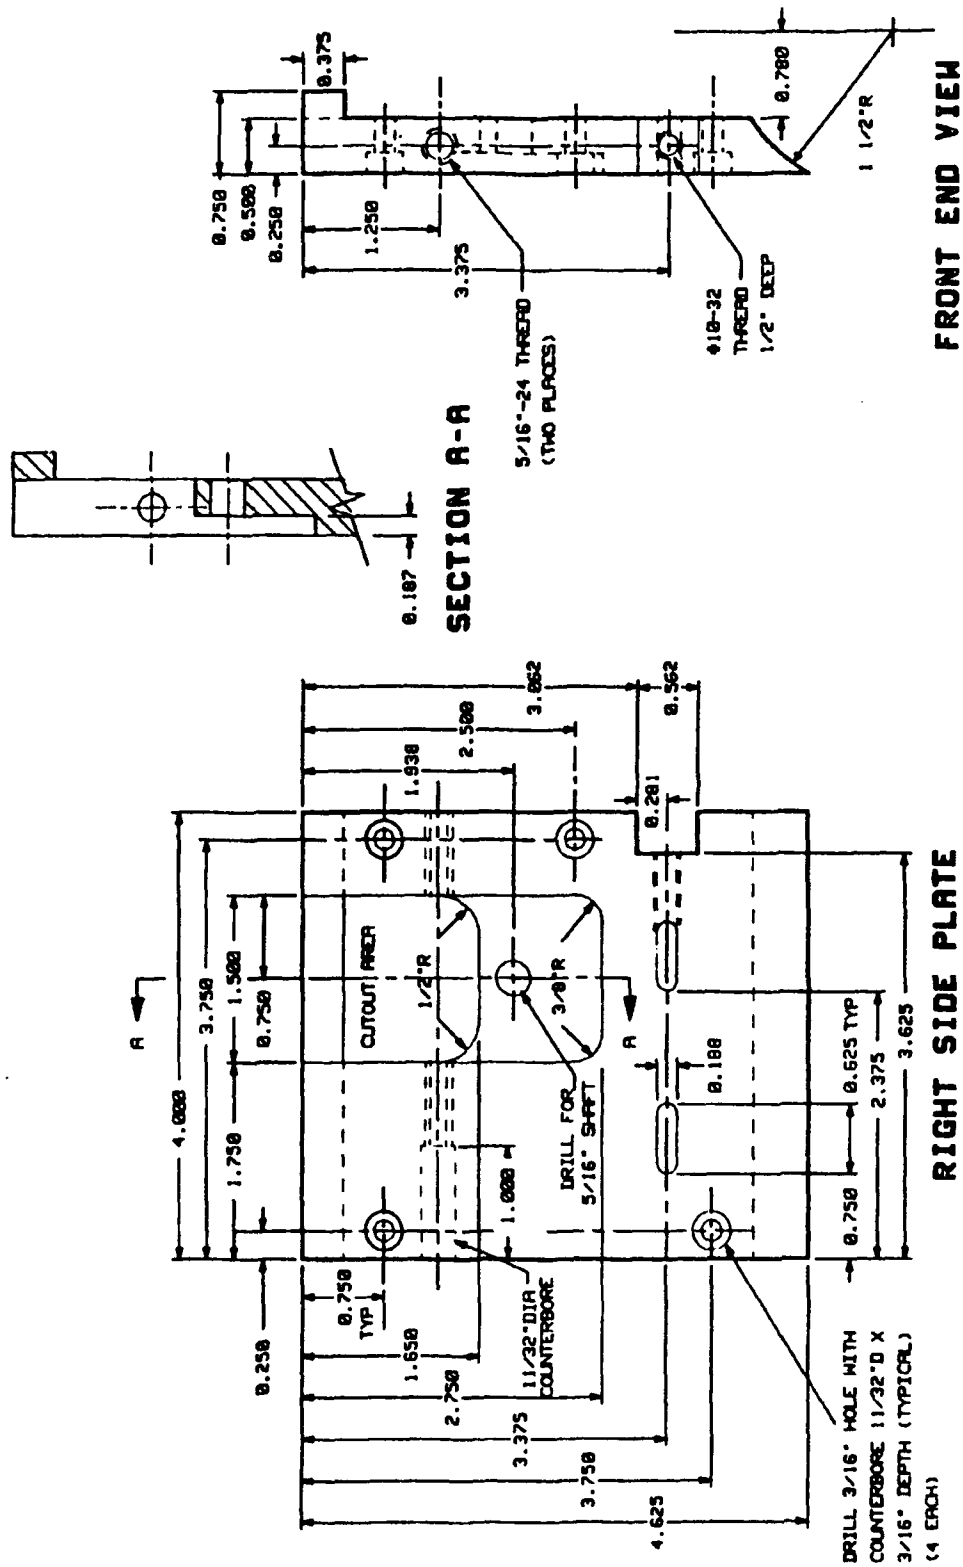 4.000
3.750
1.500
0.750
1.750
0.250
A
A
CUTOUT AREA
1/2"R
3/8"R
DRILL FOR
5/16" SHAFT
1.000
11/32"DIA
COUNTERBORE
0.750
TYP
1.650
2.750
3.375
3.750
4.625
1.938
2.500
3.062
0.562
0.281
0.188
0.625 TYP
0.750
2.375
3.625
DRILL 3/16" HOLE WITH
COUNTERBORE 11/32"D X
3/16" DEPTH (TYPICAL)
(4 EACH)
RIGHT SIDE PLATE
0.187
SECTION A-A
0.750
0.500
0.250
0.375
1.250
3.375
5/16"-24 THREAD
(TWO PLACES)
#10-32
THREAD
1/2" DEEP
0.780
1 1/2"R
FRONT END VIEW